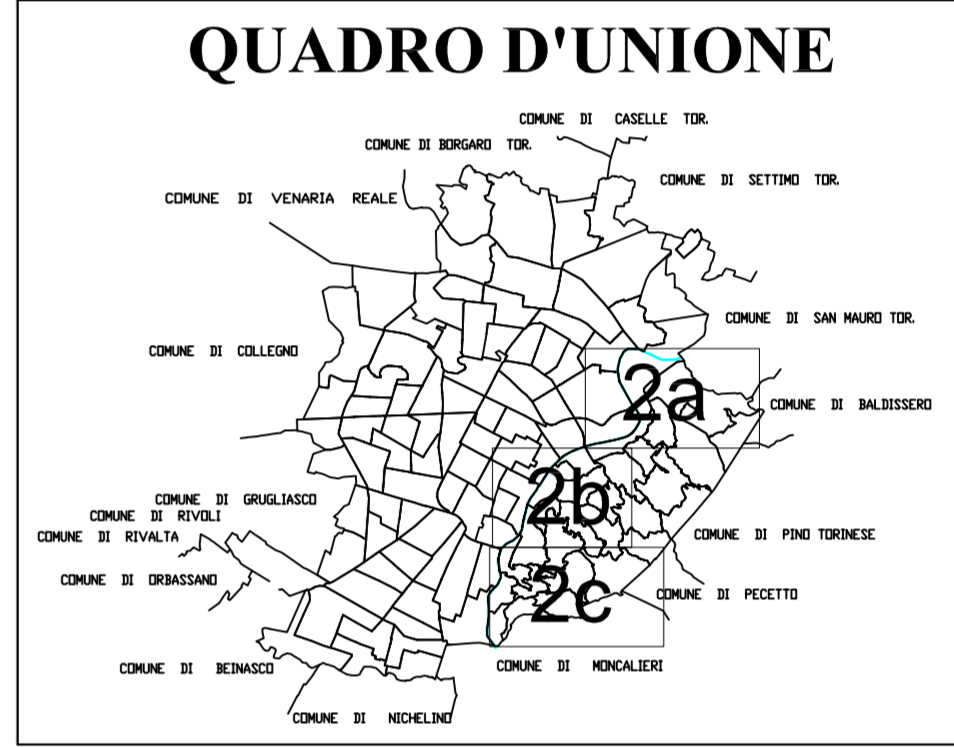 QUADRO D'UNIONE
COMUNE DI CASELLE TOR.
COMUNE DI BORGARO TOR.
COMUNE DI SETTIMO TOR.
COMUNE DI VENARIA REALE
COMUNE DI SAN MAURO TOR.
COMUNE DI COLLEGNO
2a
COMUNE DI BALDISSERO
2b
COMUNE DI GRUGLIASCO
COMUNE DI RIVOLI
COMUNE DI RIVALTA
COMUNE DI PINO TORINESE
COMUNE DI ORBASSANO
2c
COMUNE DI PECETTO
COMUNE DI BEINASCO
COMUNE DI MONCALIERI
COMUNE DI NICHELINO